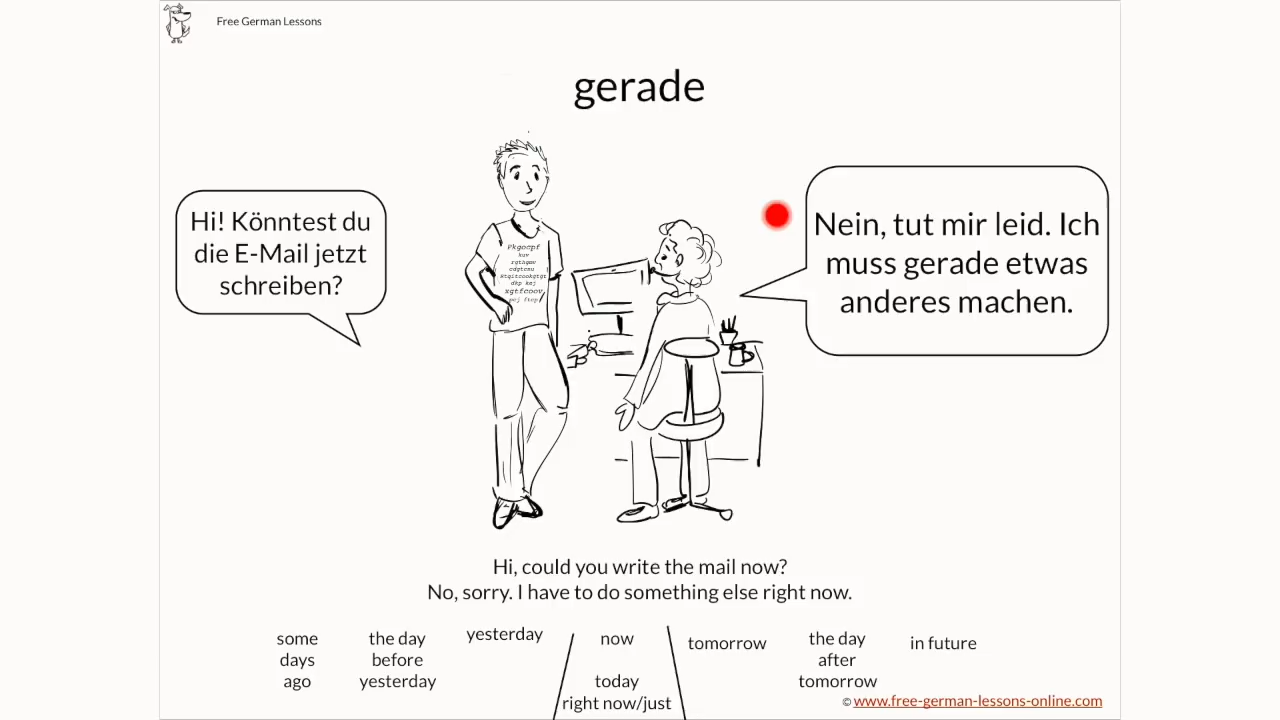 Free German Lessons
gerade
Hi! Könntest du
die E-Mail jetzt
schreiben?
Nein, tut mir leid. Ich
muss gerade etwas
anderes machen.
Hi, could you write the mail now?
No, sorry. I have to do something else right now.
some
days
ago
the day
before
yesterday
yesterday
now
today
right now/just
tomorrow
the day
after
tomorrow
in future
© www.free-german-lessons-online.com